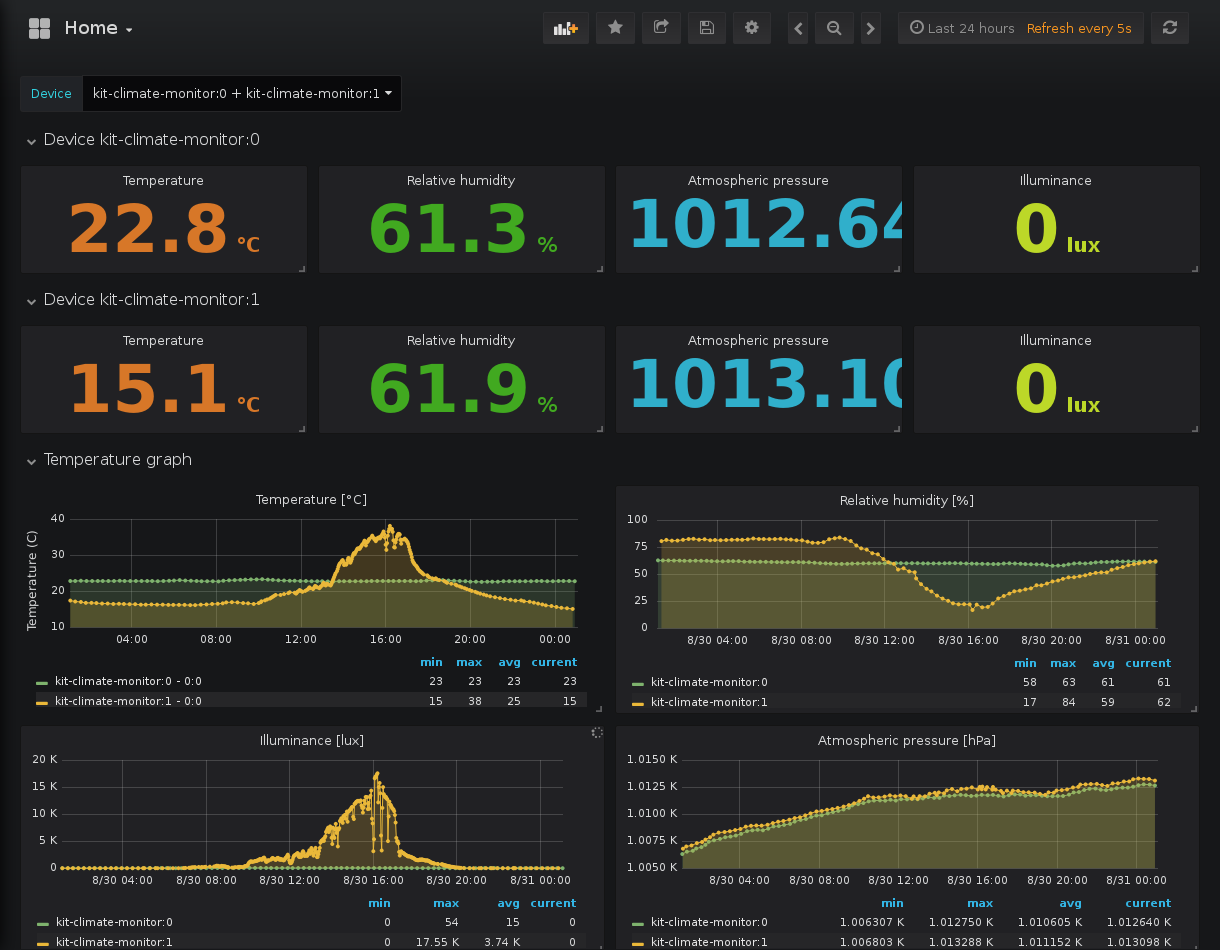 Home
Last 24 hours Refresh every 5s
Device kit-climate-monitor:0 + kit-climate-monitor:1
Device kit-climate-monitor:0
Temperature Relative humidity Atmospheric pressure Illuminance
22.8 °C 61.3 % 1012.64 0 lux
Device kit-climate-monitor:1
Temperature Relative humidity Atmospheric pressure Illuminance
15.1 °C 61.9 % 1013.10 0 lux
Temperature graph
Temperature [°C]
Temperature (C)
40
30
20
10
04:00 08:00 12:00 16:00 20:00 00:00
min max avg current
kit-climate-monitor:0 - 0:0 23 23 23 23
kit-climate-monitor:1 - 0:0 15 38 25 15
Relative humidity [%]
100
75
50
25
0
8/30 04:00 8/30 08:00 8/30 12:00 8/30 16:00 8/30 20:00 8/31 00:00
min max avg current
kit-climate-monitor:0 58 63 61 61
kit-climate-monitor:1 17 84 59 62
Illuminance [lux]
20 K
15 K
10 K
5 K
0
8/30 04:00 8/30 08:00 8/30 12:00 8/30 16:00 8/30 20:00 8/31 00:00
min max avg current
kit-climate-monitor:0 0 54 15 0
kit-climate-monitor:1 0 17.55 K 3.74 K 0
Atmospheric pressure [hPa]
1.0150 K
1.0125 K
1.0100 K
1.0075 K
1.0050 K
8/30 04:00 8/30 08:00 8/30 12:00 8/30 16:00 8/30 20:00 8/31 00:00
min max avg current
kit-climate-monitor:0 1.006307 K 1.012750 K 1.010605 K 1.012640 K
kit-climate-monitor:1 1.006803 K 1.013288 K 1.011152 K 1.013098 K